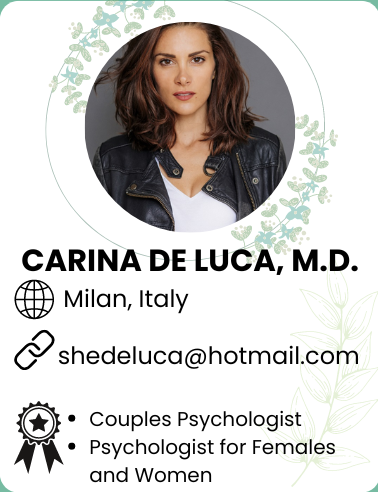 CARINA DE LUCA, M.D.
Milan, Italy
shedeluca@hotmail.com
• Couples Psychologist
• Psychologist for Females
and Women